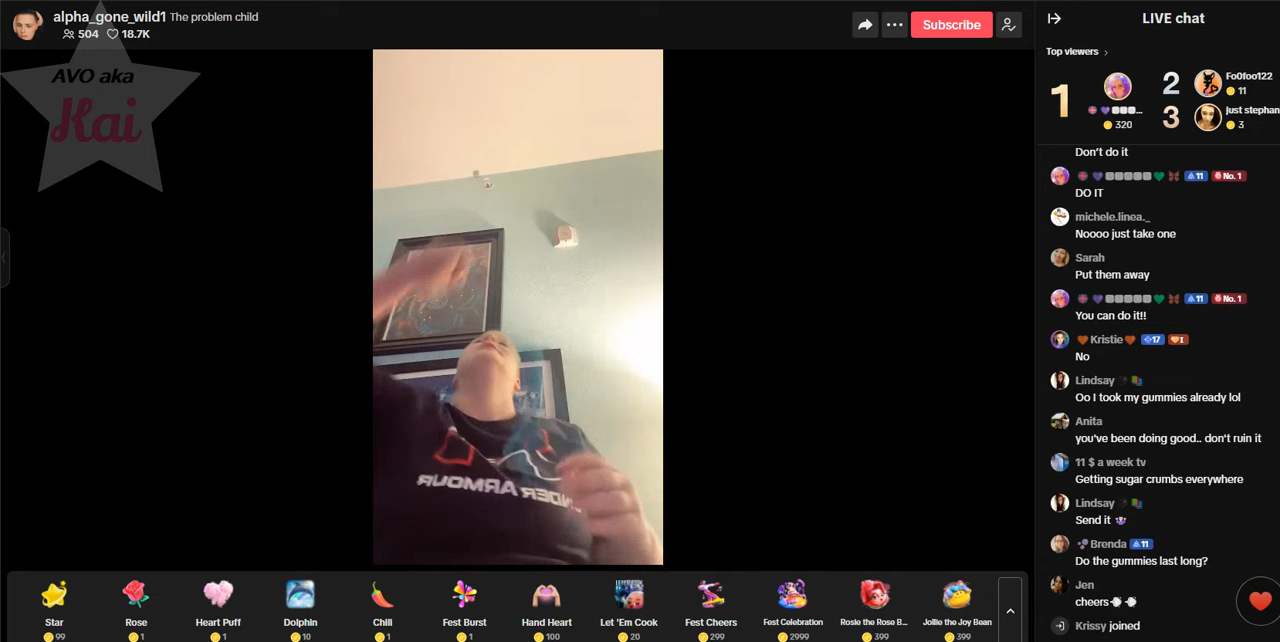 alpha_gone_wild1 The problem child
504 18.7K
Subscribe
AVO aka
Kai
LIVE chat
Top viewers
1
320
2
Fo0foo122
11
3
just stephan
3
Don't do it
11 No. 1
DO IT
michele.linea._
Noooo just take one
Sarah
Put them away
11 No. 1
You can do it!!
Kristie 17 I
No
Lindsay
Oo I took my gummies already lol
Anita
you've been doing good.. don't ruin it
11 $ a week tv
Getting sugar crumbs everywhere
Lindsay
Send it
Brenda 11
Do the gummies last long?
Jen
cheers
Krissy joined
UNDER ARMOUR
Star
99
Rose
1
Heart Puff
1
Dolphin
10
Chili
1
Fest Burst
1
Hand Heart
100
Let 'Em Cook
20
Fest Cheers
299
Fest Celebration
2999
Rosie the Rose B...
399
Jollie the Joy Bean
399